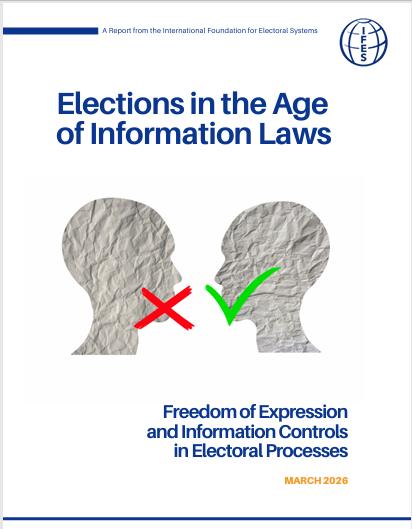 A Report from the International Foundation for Electoral Systems
IFES
Elections in the Age
of Information Laws
Freedom of Expression
and Information Controls
in Electoral Processes
MARCH 2026